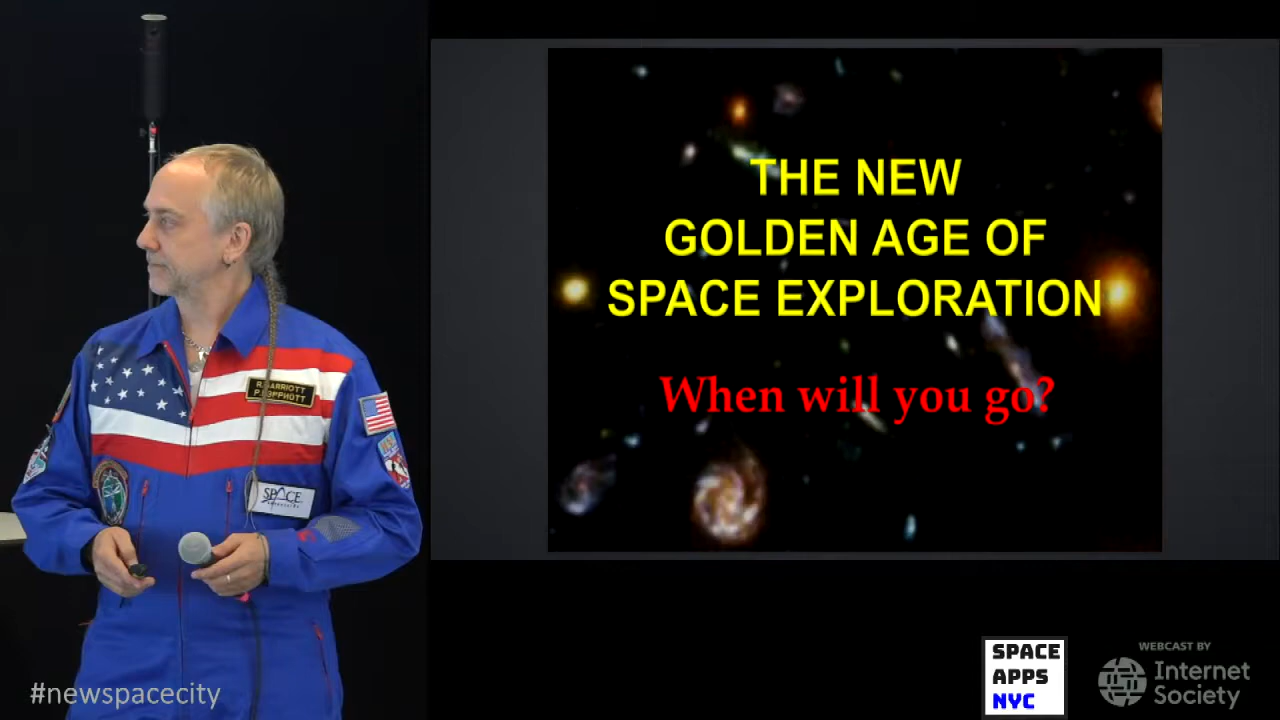 THE NEW
GOLDEN AGE OF
SPACE EXPLORATION
When will you go?
R. GARRIOTT
SPACE
#newspacecity
SPACE
APPS
NYC
WEBCAST BY
Internet
Society